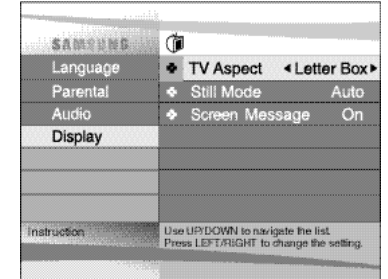 SAMSUNG
Language
Parental
Audio
Display
TV Aspect ◄Letter Box►
Still Mode Auto
Screen Message On
Instruction
Use UP/DOWN to navigate the list.
Press LEFT/RIGHT to change the setting.